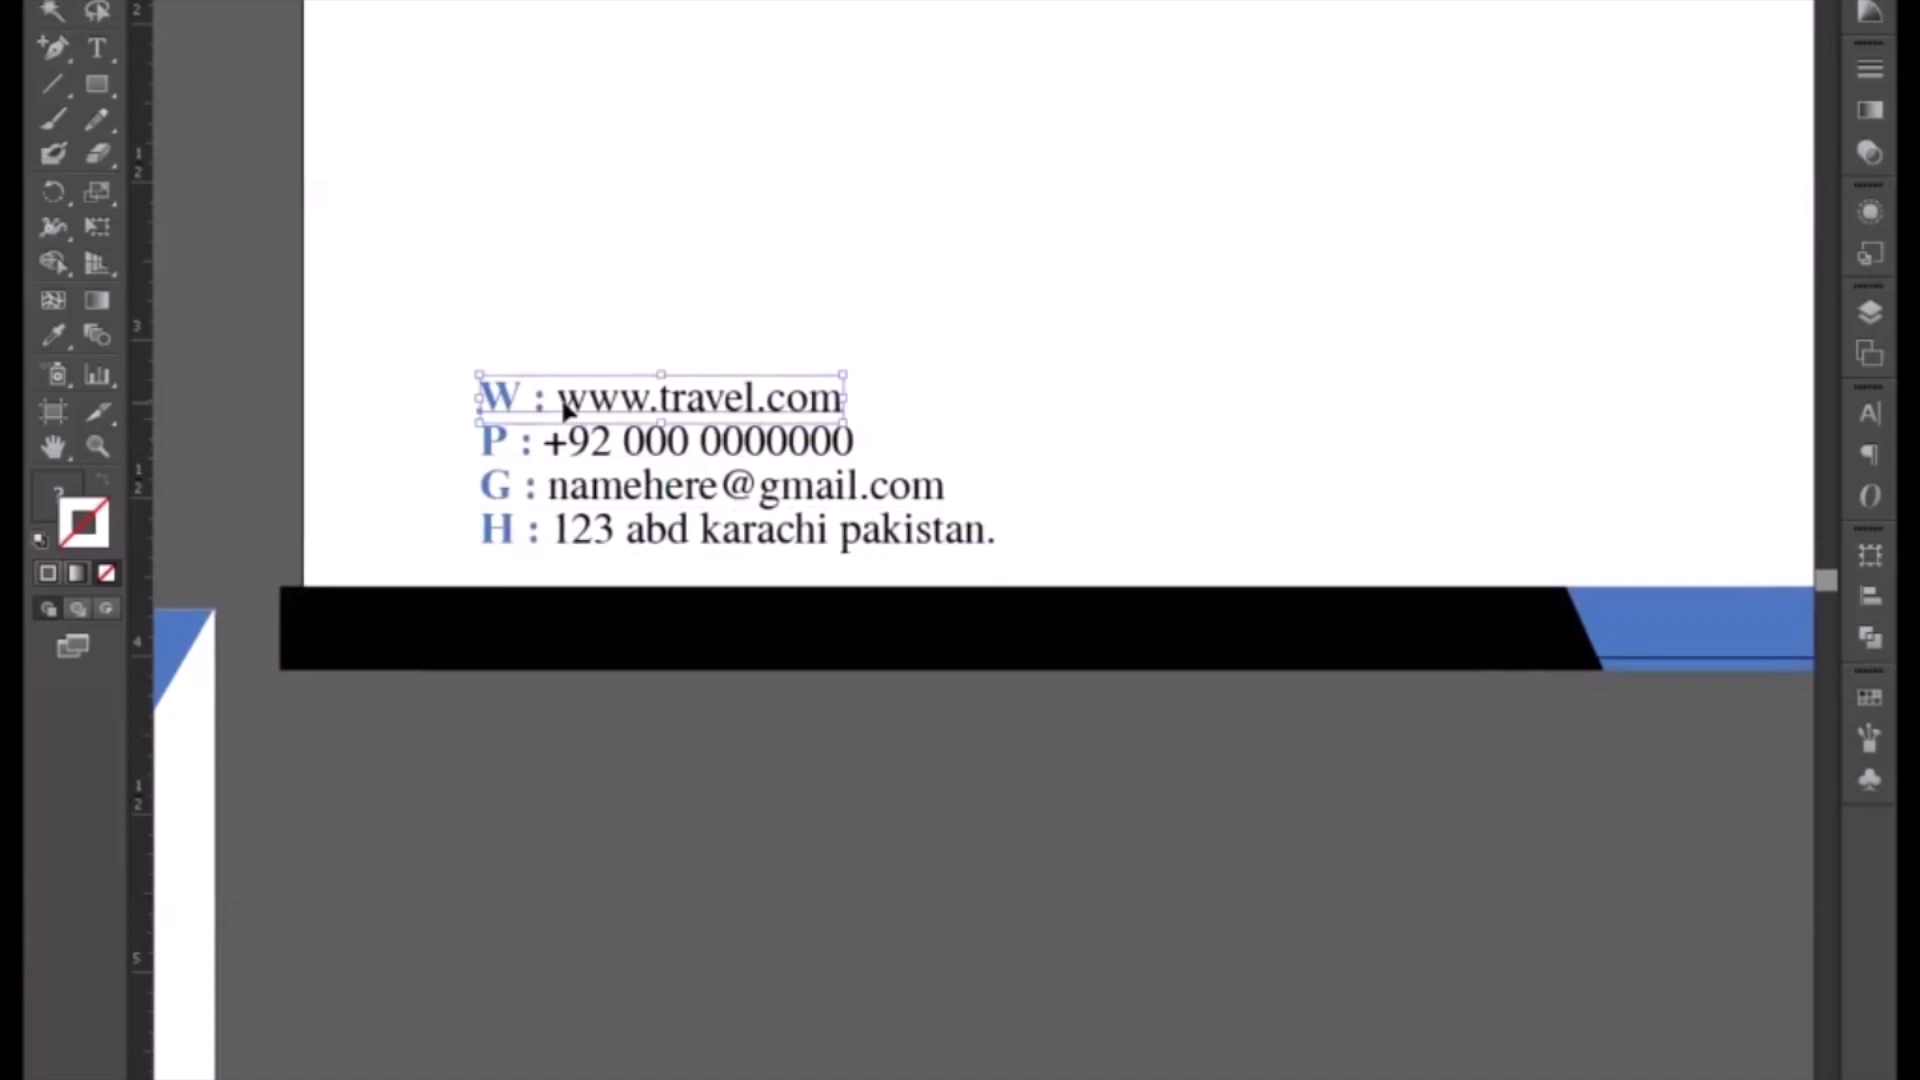 W : www.travel.com
P : +92 000 0000000
G : namehere@gmail.com
H : 123 abd karachi pakistan.